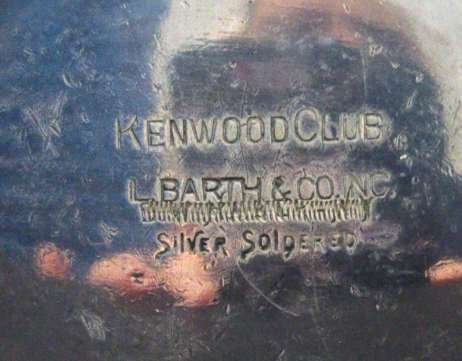 KENWOOD CLUB
L. BARTH & CO. INC.
SILVER SOLDERED